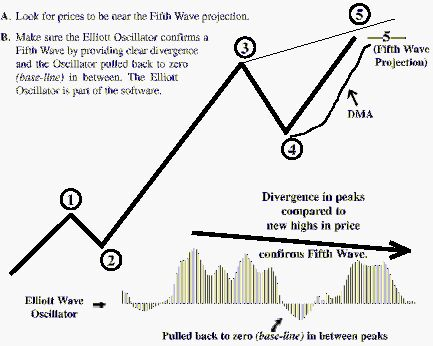 A. Look for prices to be near the Fifth Wave projection.
B. Make sure the Elliott Oscillator confirms a
Fifth Wave by providing clear divergence
and the Oscillator pulled back to zero
(base-line) in between. The Elliott
Oscillator is part of the software.
5
5
(Fifth Wave
Projection)
3
DMA
4
1
2
Divergence in peaks
compared to
new highs in price
confirms Fifth Wave.
Elliott Wave
Oscillator
Pulled back to zero (base-line) in between peaks